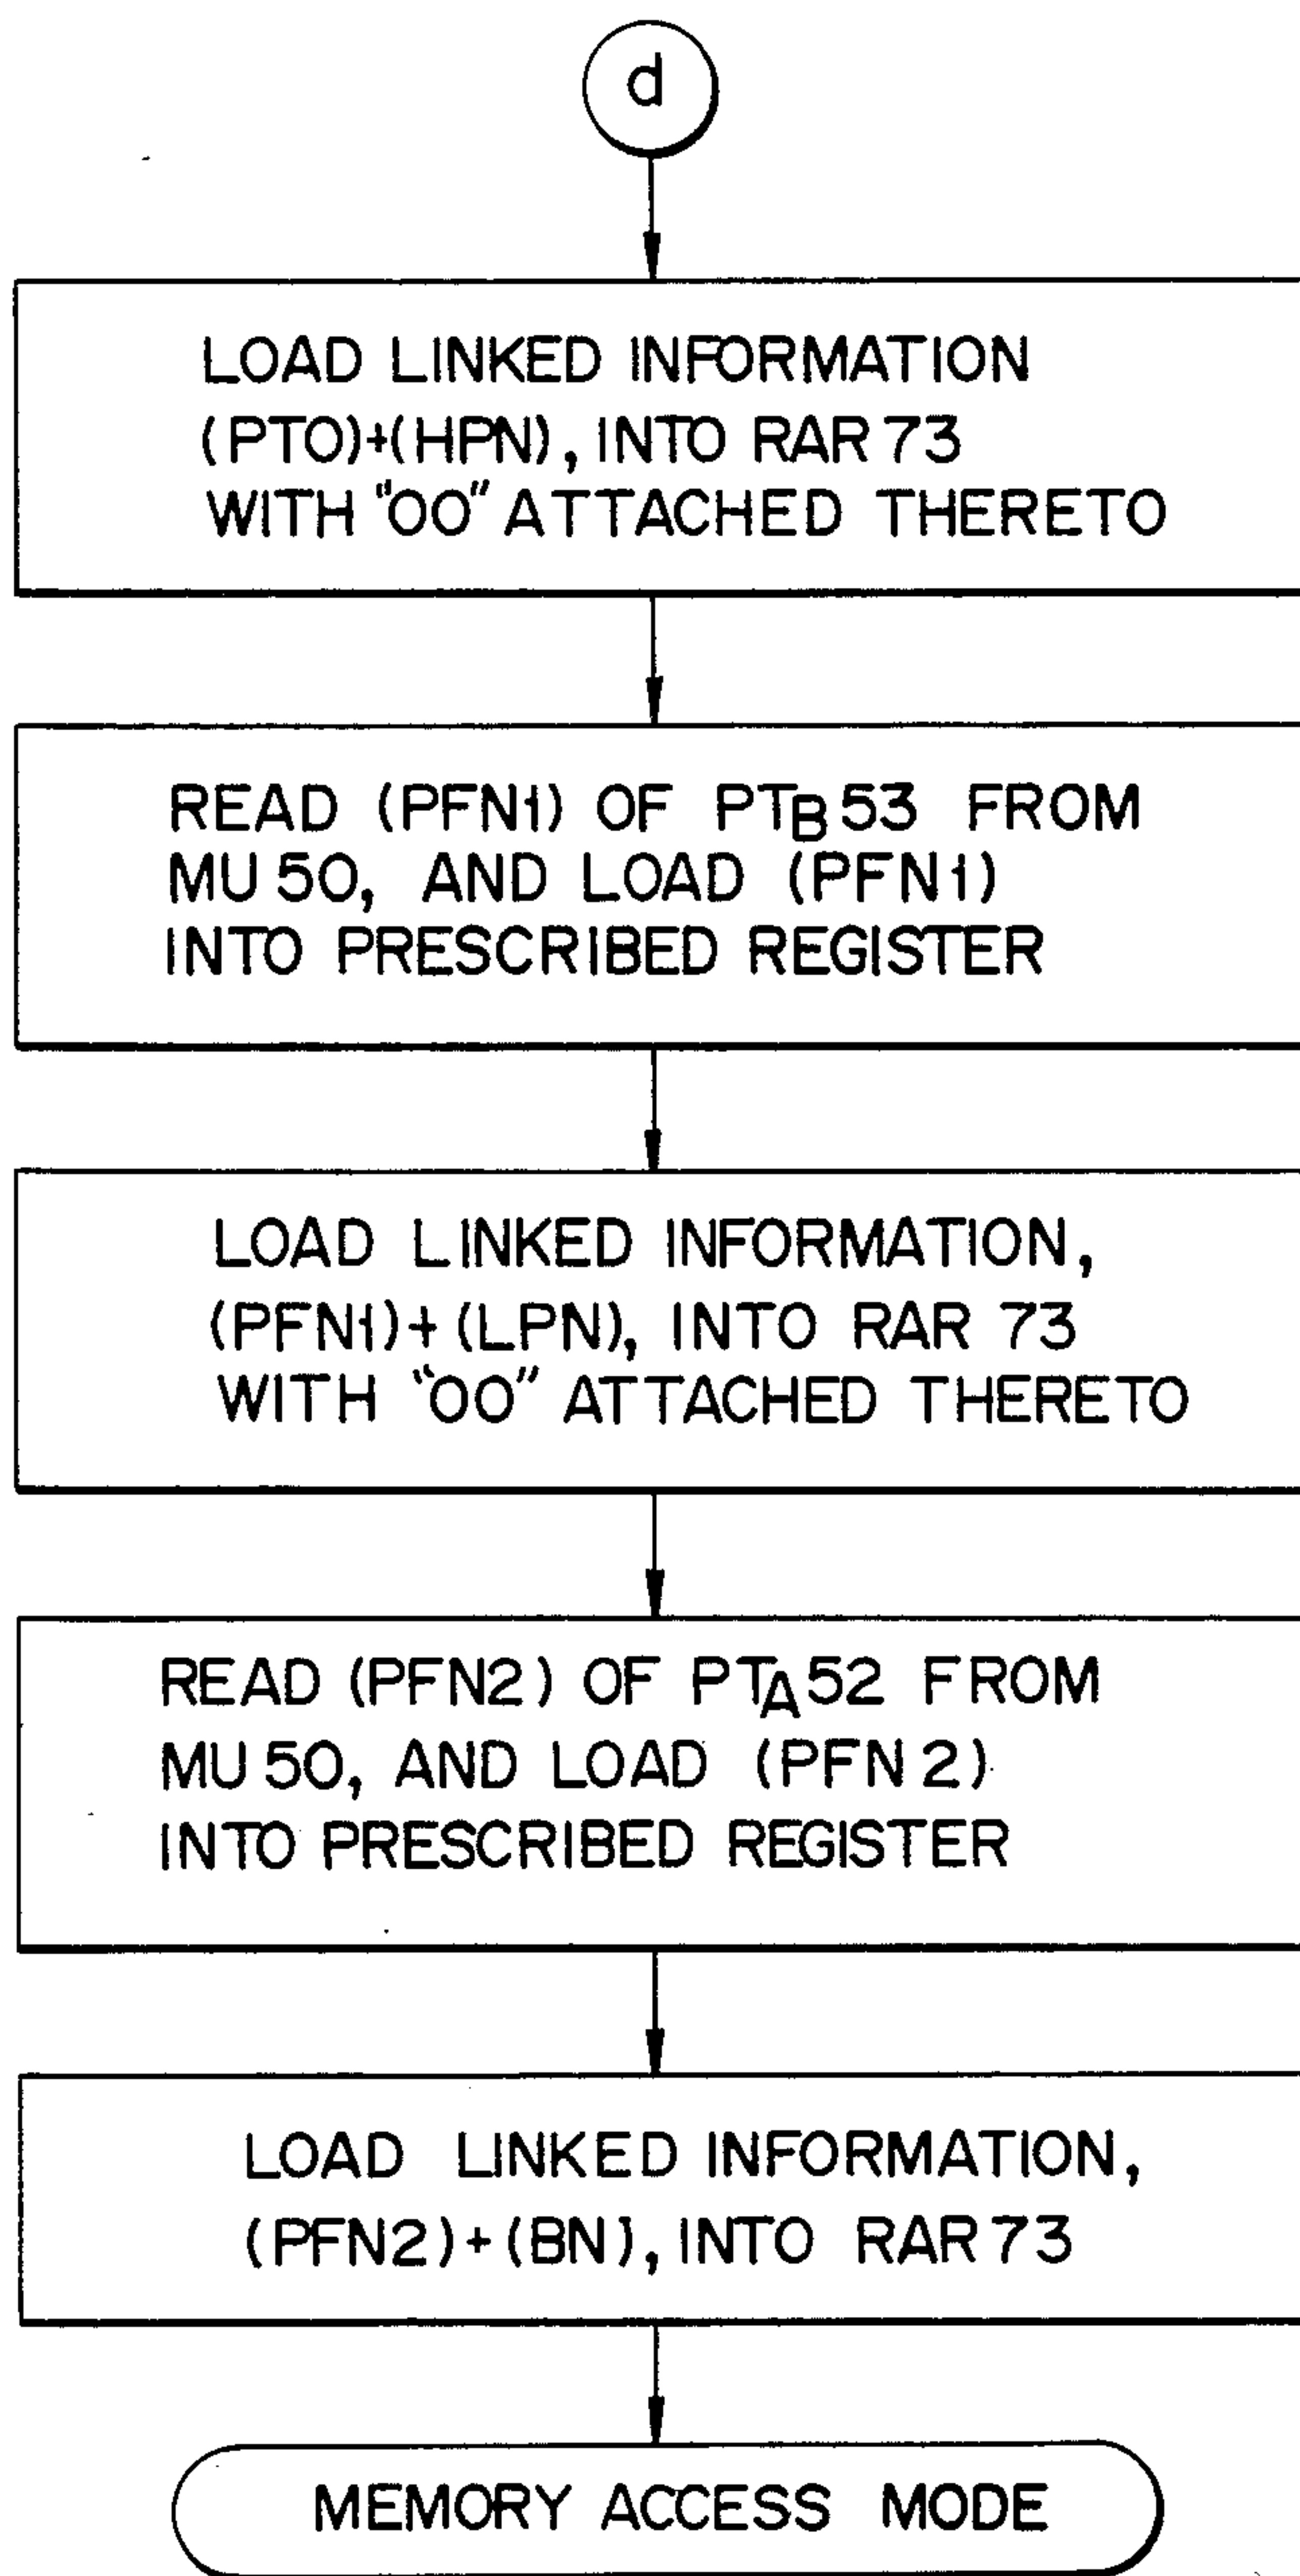 d
LOAD LINKED INFORMATION
(PTO)+(HPN), INTO RAR 73
WITH "00" ATTACHED THERETO
READ (PFN1) OF PTB 53 FROM
MU 50, AND LOAD (PFN1)
INTO PRESCRIBED REGISTER
LOAD LINKED INFORMATION,
(PFN1)+(LPN), INTO RAR 73
WITH "00" ATTACHED THERETO
READ (PFN2) OF PTA 52 FROM
MU 50, AND LOAD (PFN2)
INTO PRESCRIBED REGISTER
LOAD LINKED INFORMATION,
(PFN2)+(BN), INTO RAR 73
MEMORY ACCESS MODE